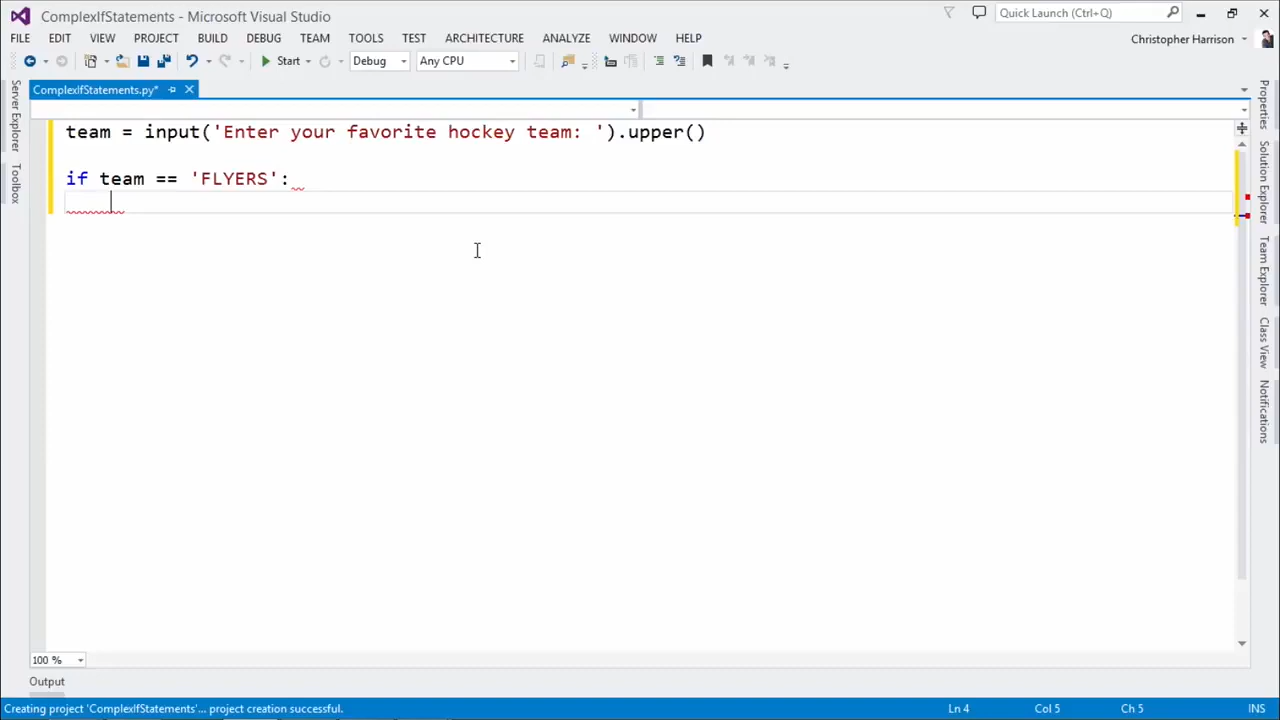 ComplexIfStatements - Microsoft Visual Studio
Quick Launch (Ctrl+Q)
FILE EDIT VIEW PROJECT BUILD DEBUG TEAM TOOLS TEST ARCHITECTURE ANALYZE WINDOW HELP
Christopher Harrison
Start Debug Any CPU
ComplexIfStatements.py*
team = input('Enter your favorite hockey team: ').upper()
if team == 'FLYERS':
Server Explorer
Toolbox
Properties
Solution Explorer
Team Explorer
Class View
Notifications
100 %
Output
Creating project 'ComplexIfStatements'... project creation successful.
Ln 4 Col 5 Ch 5 INS